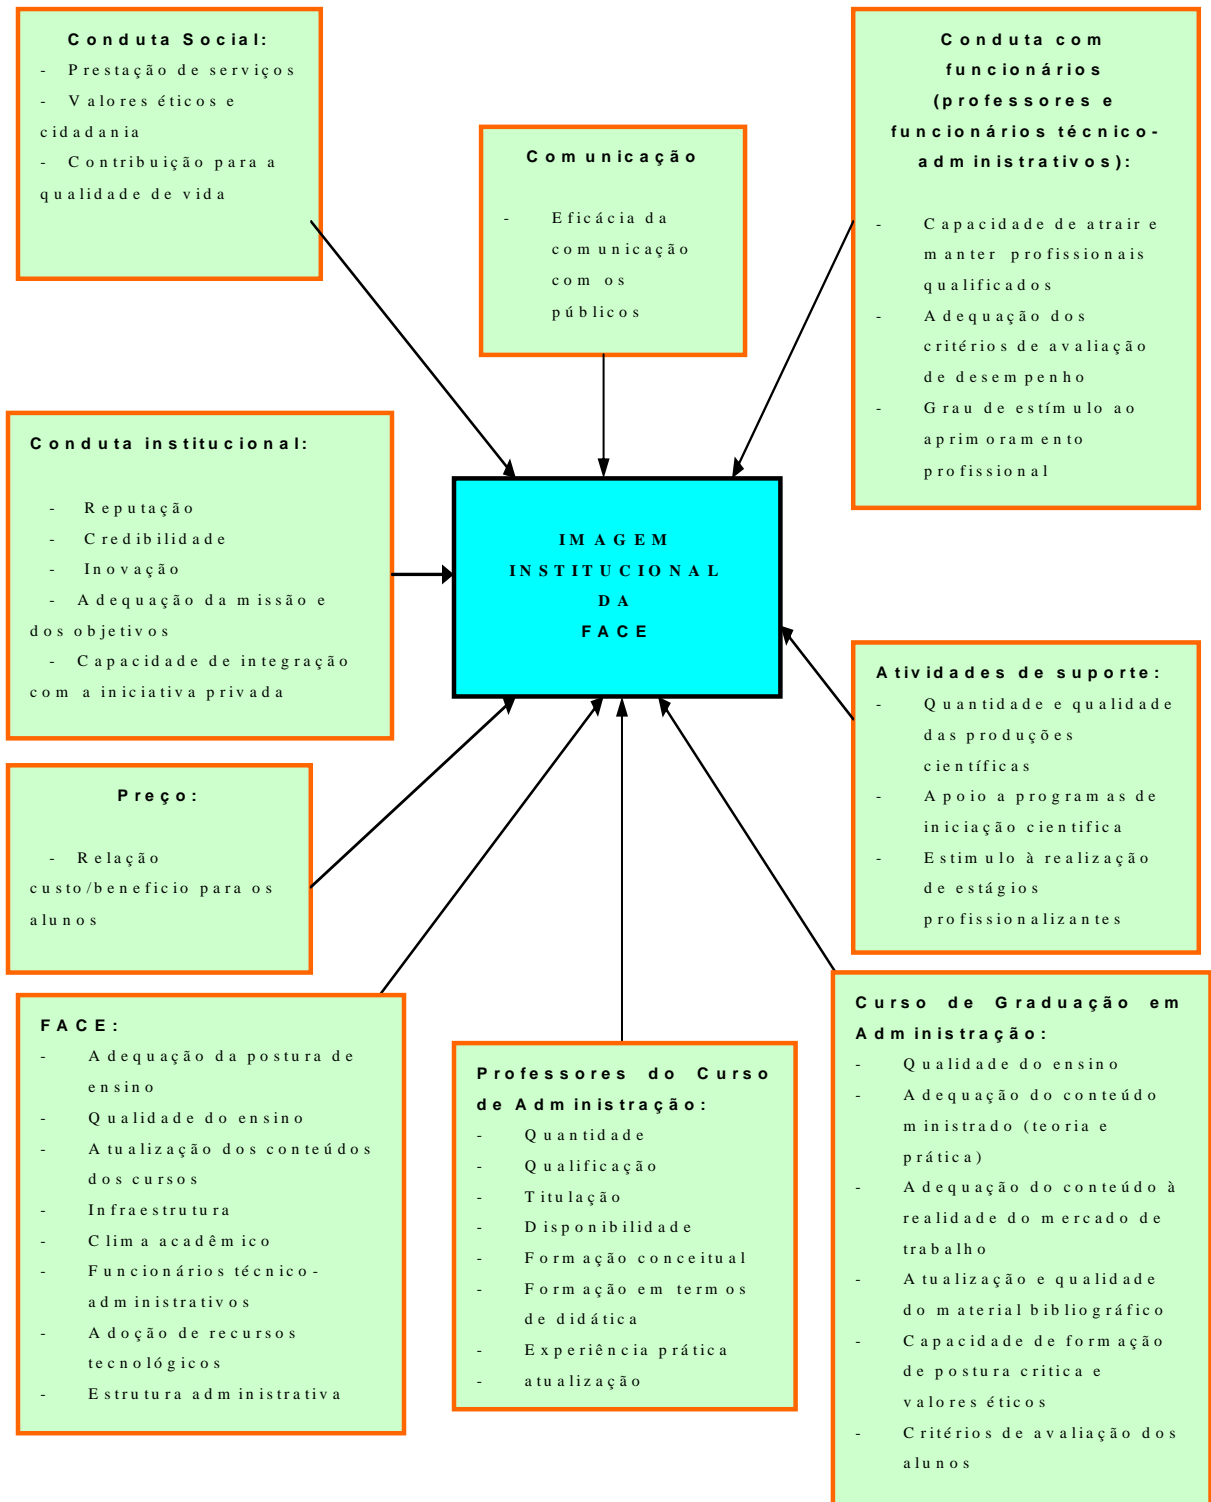 Conduta Social:
- Prestação de serviços
- Valores éticos e
cidadania
- Contribuição para a
qualidade de vida
Comunicação
- Eficácia da
comunicação
com os
públicos
Conduta com
funcionários
(professores e
funcionários técnico-
administrativos):
- Capacidade de atrair e
manter profissionais
qualificados
- Adequação dos
critérios de avaliação
de desempenho
- Grau de estímulo ao
aprimoramento
profissional
Conduta institucional:
- Reputação
- Credibilidade
- Inovação
- Adequação da missão e
dos objetivos
- Capacidade de integração
com a iniciativa privada
IMAGEM
INSTITUCIONAL
DA
FACE
Atividades de suporte:
- Quantidade e qualidade
das produções
científicas
- Apoio a programas de
iniciação cientifica
- Estimulo à realização
de estágios
profissionalizantes
Preço:
- Relação
custo/beneficio para os
alunos
FACE:
- Adequação da postura de
ensino
- Qualidade do ensino
- Atualização dos conteúdos
dos cursos
- Infraestrutura
- Clima acadêmico
- Funcionários técnico-
administrativos
- Adoção de recursos
tecnológicos
- Estrutura administrativa
Professores do Curso
de Administração:
- Quantidade
- Qualificação
- Titulação
- Disponibilidade
- Formação conceitual
- Formação em termos
de didática
- Experiência prática
- atualização
Curso de Graduação em
Administração:
- Qualidade do ensino
- Adequação do conteúdo
ministrado (teoria e
prática)
- Adequação do conteúdo à
realidade do mercado de
trabalho
- Atualização e qualidade
do material bibliográfico
- Capacidade de formação
de postura critica e
valores éticos
- Critérios de avaliação dos
alunos